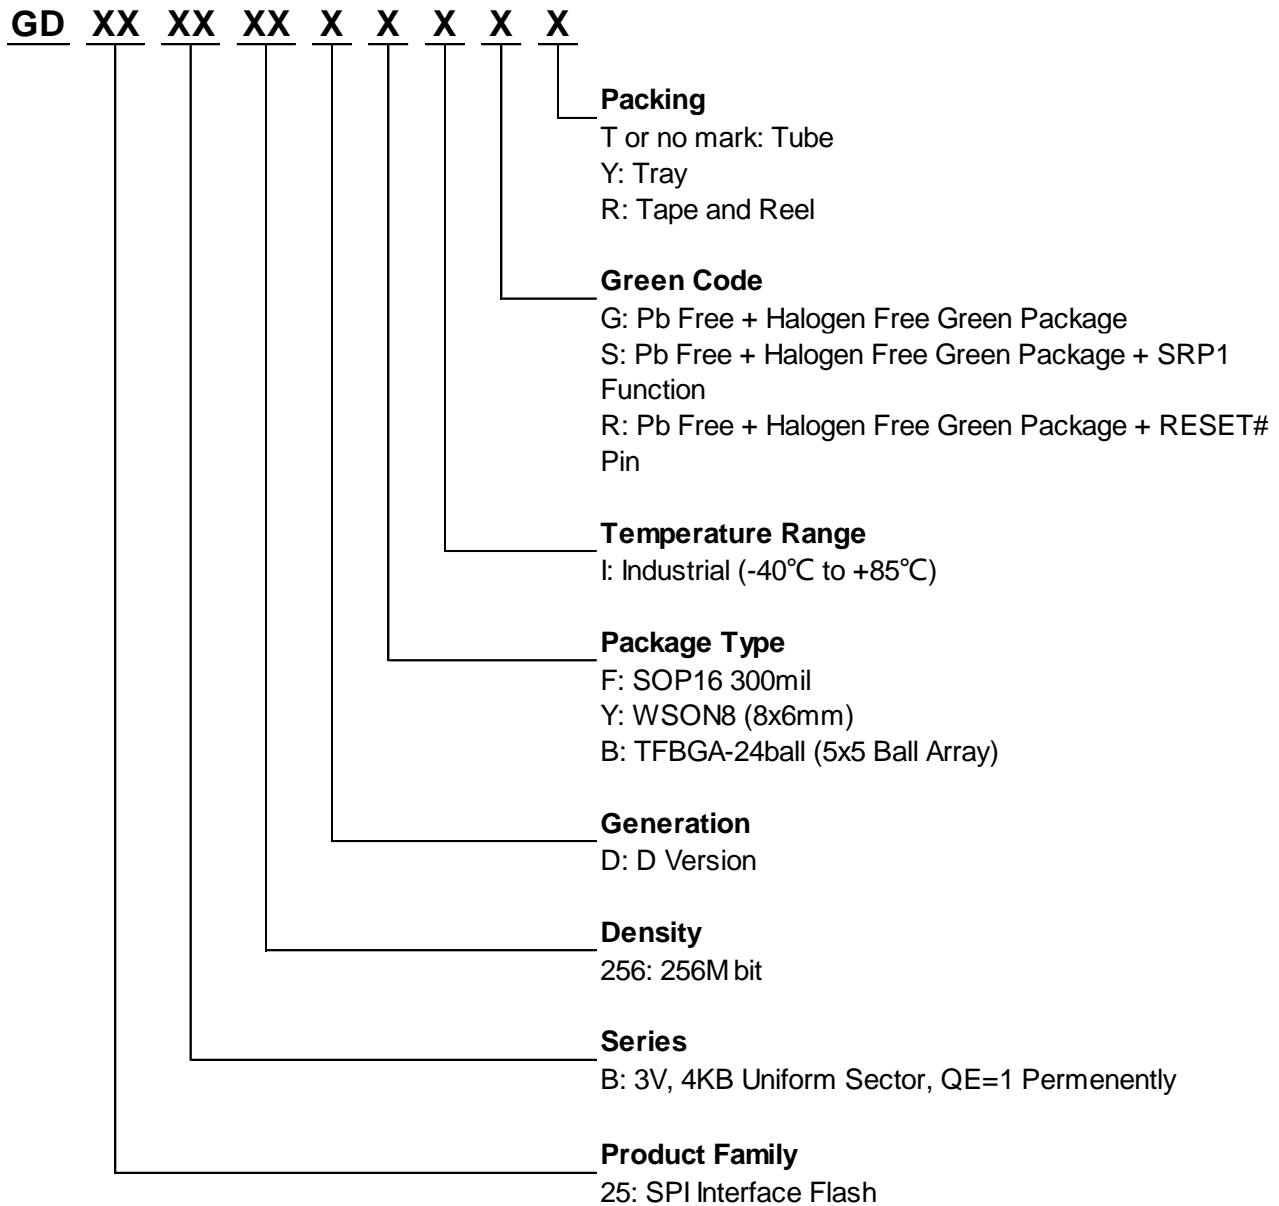 GD XX XX XX X X X X X
Packing
T or no mark: Tube
Y: Tray
R: Tape and Reel
Green Code
G: Pb Free + Halogen Free Green Package
S: Pb Free + Halogen Free Green Package + SRP1
Function
R: Pb Free + Halogen Free Green Package + RESET#
Pin
Temperature Range
I: Industrial (-40℃ to +85℃)
Package Type
F: SOP16 300mil
Y: WSON8 (8x6mm)
B: TFBGA-24ball (5x5 Ball Array)
Generation
D: D Version
Density
256: 256M bit
Series
B: 3V, 4KB Uniform Sector, QE=1 Permenently
Product Family
25: SPI Interface Flash